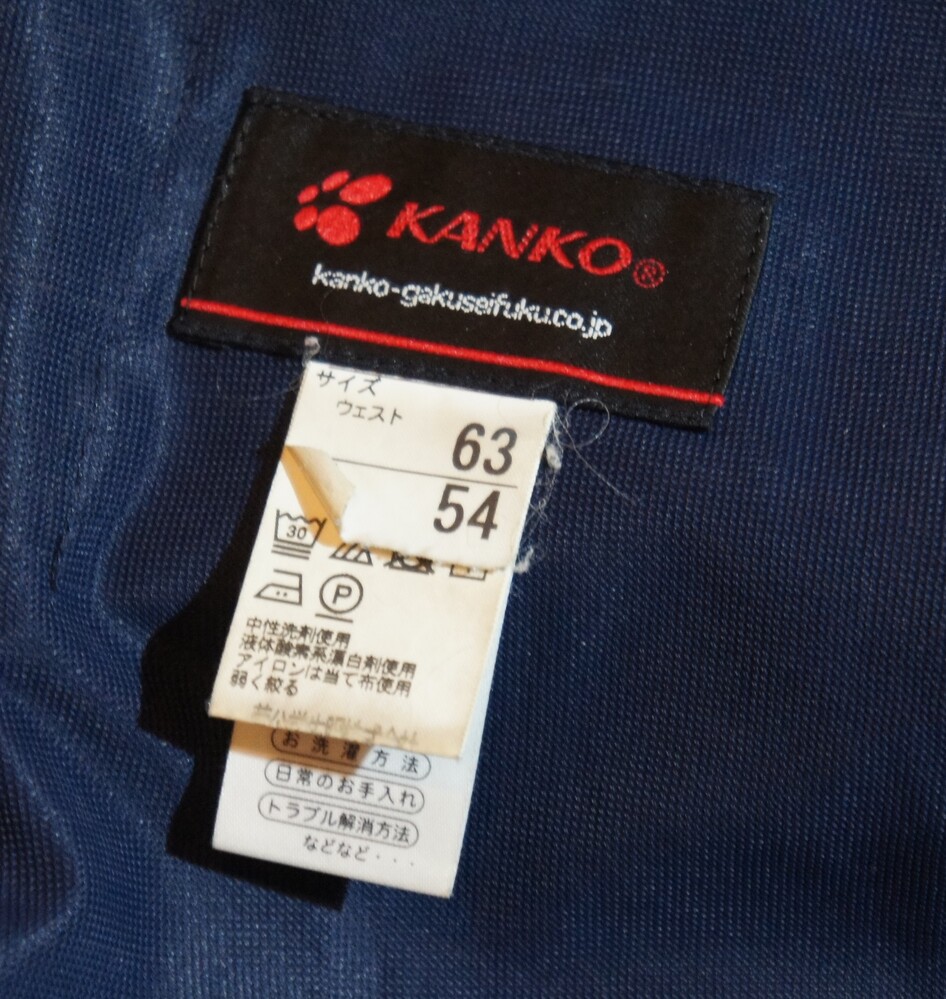 KANKO®
kanko-gakuseifuku.co.jp
サイズ
ウェスト
63
54
30
P
中性洗剤使用
液体酸素系漂白剤使用
アイロンは当て布使用
弱く絞る
お洗濯方法
日常のお手入れ
トラブル解消方法
などなど・・・